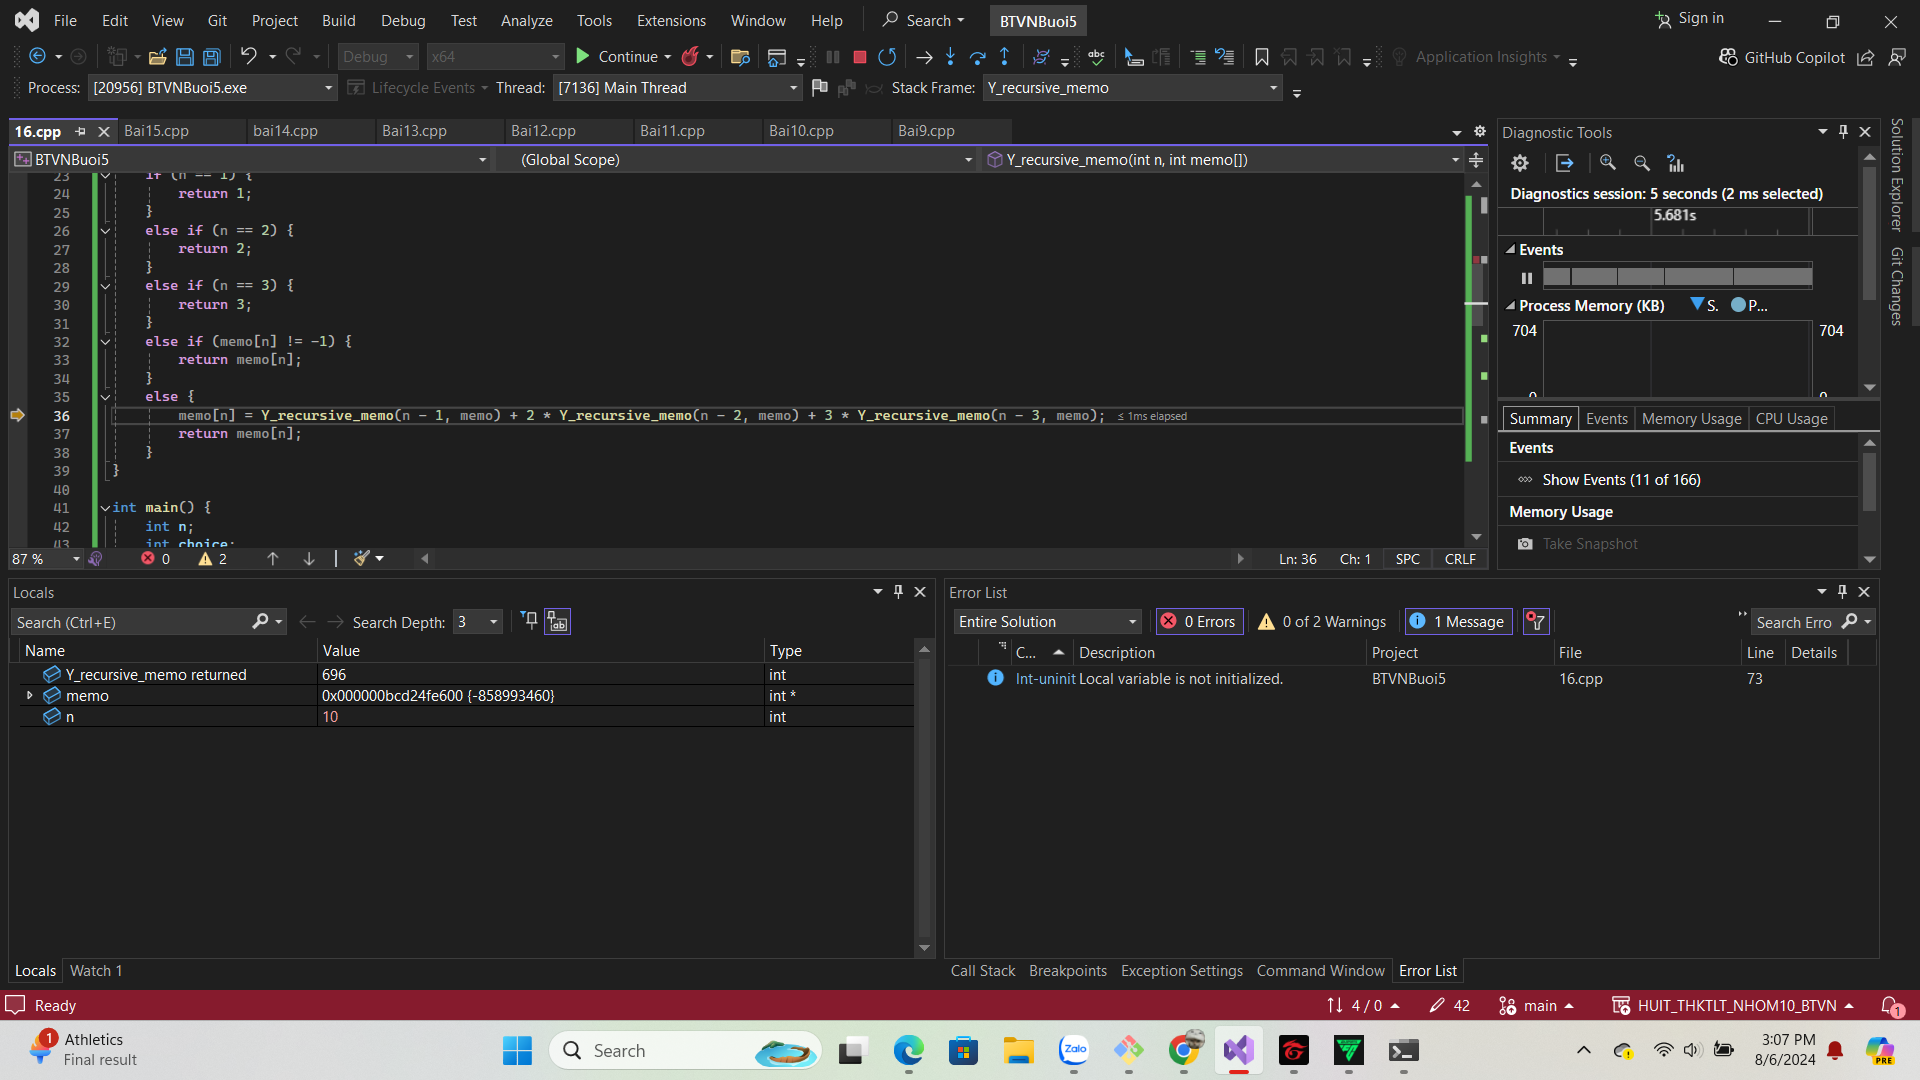 File Edit View Git Project Build Debug Test Analyze Tools Extensions Window Help Search BTVNBuoi5 Sign in
Debug x64 Continue Application Insights GitHub Copilot
Process: [20956] BTVNBuoi5.exe Lifecycle Events Thread: [7136] Main Thread Stack Frame: Y_recursive_memo
16.cpp Bai15.cpp bai14.cpp Bai13.cpp Bai12.cpp Bai11.cpp Bai10.cpp Bai9.cpp
BTVNBuoi5 (Global Scope) Y_recursive_memo(int n, int memo[])
23 if (n == 1) {
24 return 1;
25 }
26 else if (n == 2) {
27 return 2;
28 }
29 else if (n == 3) {
30 return 3;
31 }
32 else if (memo[n] != -1) {
33 return memo[n];
34 }
35 else {
36 memo[n] = Y_recursive_memo(n - 1, memo) + 2 * Y_recursive_memo(n - 2, memo) + 3 * Y_recursive_memo(n - 3, memo); ≤ 1ms elapsed
37 return memo[n];
38 }
39 }
40
41 int main() {
42 int n;
43 int choice;
87 % 0 2 Ln: 36 Ch: 1 SPC CRLF
Diagnostic Tools
Diagnostics session: 5 seconds (2 ms selected)
5.681s
Events
Process Memory (KB) S. P...
704 704
0 0
Summary Events Memory Usage CPU Usage
Events
Show Events (11 of 166)
Memory Usage
Take Snapshot
Solution Explorer
Git Changes
Locals
Search (Ctrl+E) Search Depth: 3
Name Value Type
Y_recursive_memo returned 696 int
memo 0x000000bcd24fe600 {-858993460} int *
n 10 int
Locals Watch 1
Error List
Entire Solution 0 Errors 0 of 2 Warnings 1 Message Search Erro
C... Description Project File Line Details
Int-uninit Local variable is not initialized. BTVNBuoi5 16.cpp 73
Call Stack Breakpoints Exception Settings Command Window Error List
Ready 4 / 0 42 main HUIT_THKTLT_NHOM10_BTVN 1
1 Athletics
Final result
Search
Zalo
3:07 PM
8/6/2024
PRE